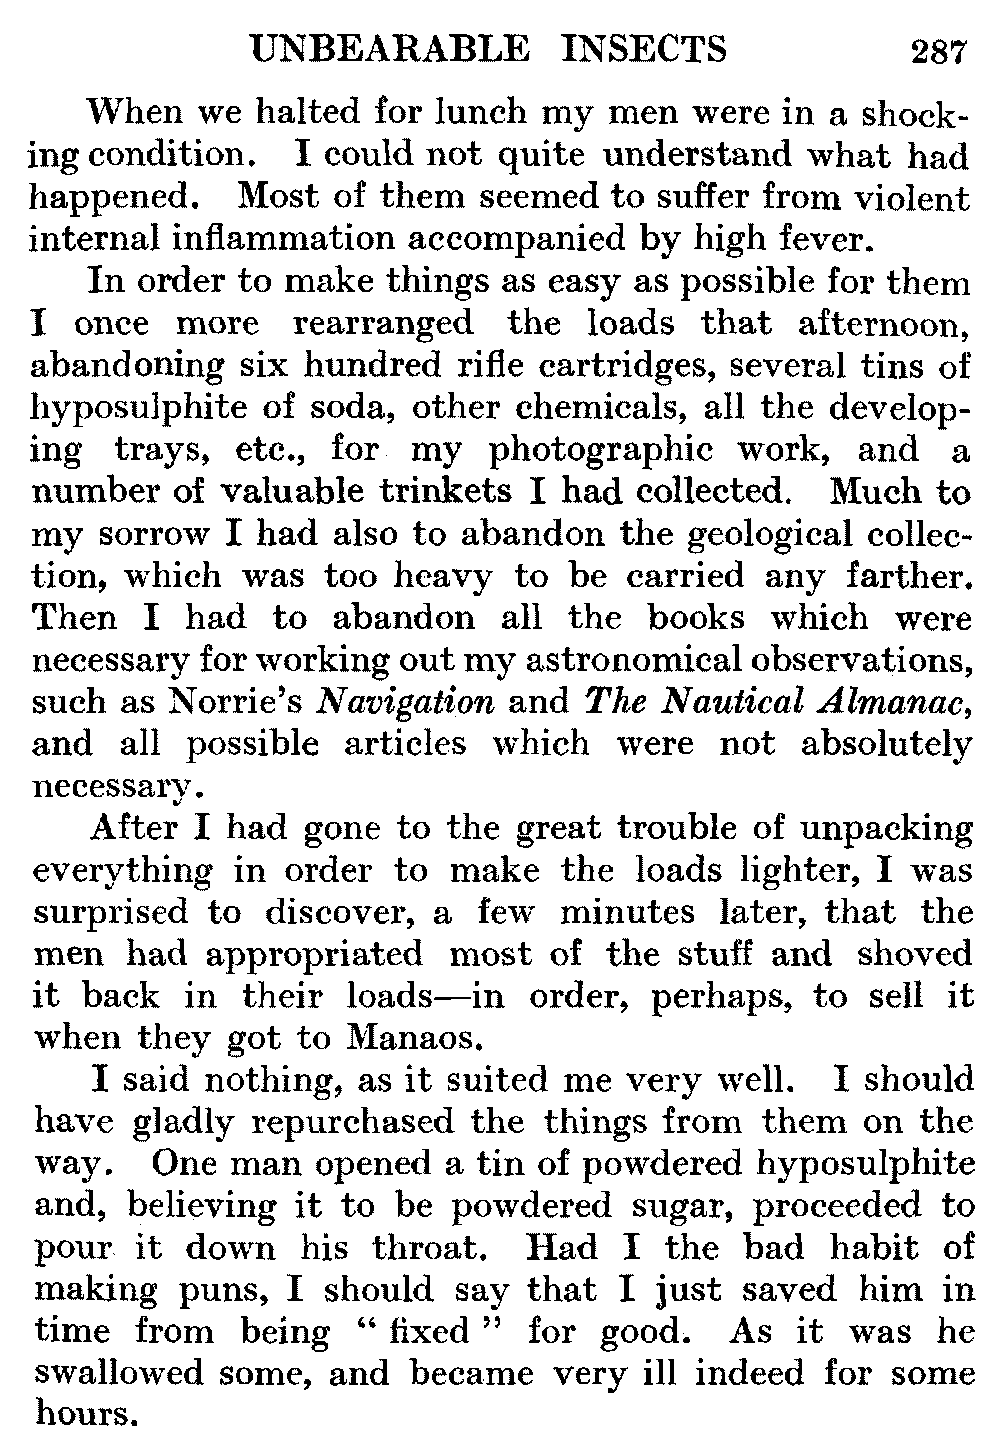 UNBEARABLE INSECTS 287
When we halted for lunch my men were in a shock-
ing condition. I could not quite understand what had
happened. Most of them seemed to suffer from violent
internal inflammation accompanied by high fever.
In order to make things as easy as possible for them
I once more rearranged the loads that afternoon,
abandoning six hundred rifle cartridges, several tins of
hyposulphite of soda, other chemicals, all the develop-
ing trays, etc., for my photographic work, and a
number of valuable trinkets I had collected. Much to
my sorrow I had also to abandon the geological collec-
tion, which was too heavy to be carried any farther.
Then I had to abandon all the books which were
necessary for working out my astronomical observations,
such as Norrie's Navigation and The Nautical Almanac,
and all possible articles which were not absolutely
necessary.
After I had gone to the great trouble of unpacking
everything in order to make the loads lighter, I was
surprised to discover, a few minutes later, that the
men had appropriated most of the stuff and shoved
it back in their loads—in order, perhaps, to sell it
when they got to Manaos.
I said nothing, as it suited me very well. I should
have gladly repurchased the things from them on the
way. One man opened a tin of powdered hyposulphite
and, believing it to be powdered sugar, proceeded to
pour it down his throat. Had I the bad habit of
making puns, I should say that I just saved him in
time from being “ fixed ” for good. As it was he
swallowed some, and became very ill indeed for some
hours.